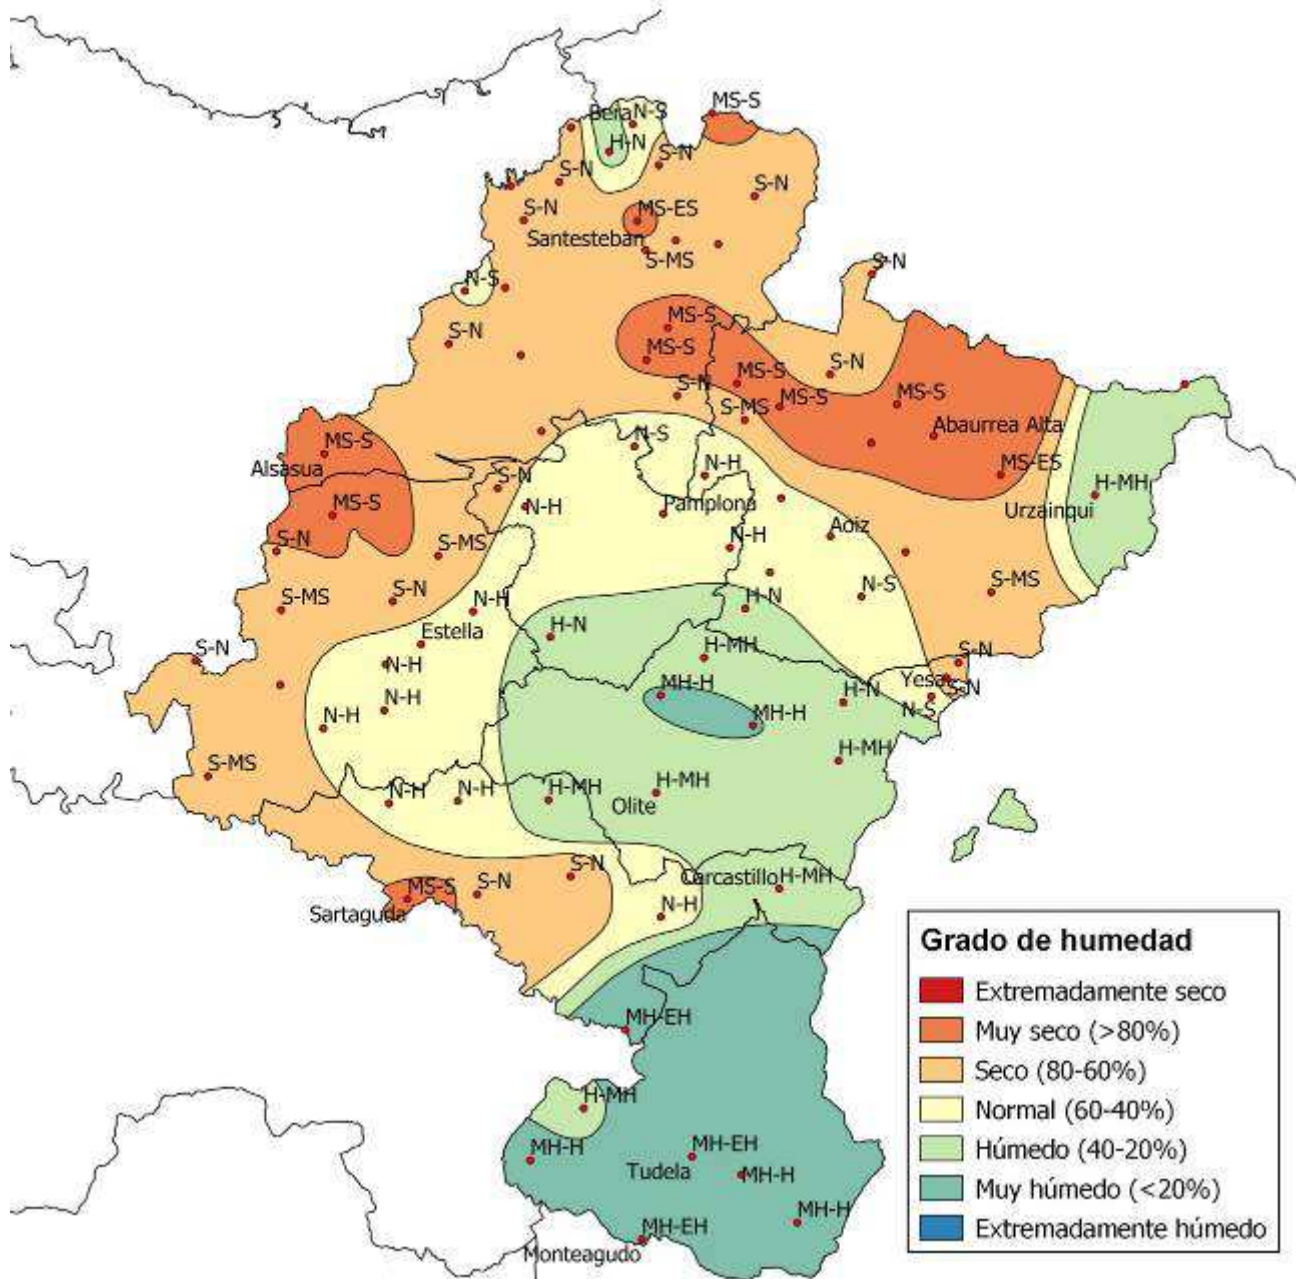 MS-S
Bera
N-S
H-N
S-N
S-N
S-N
S-N
MS-ES
Santesteban
S-MS
S-N
N-S
MS-S
S-N
MS-S
S-N
MS-S
S-N
MS-S
MS-S
S-MS
Abaurrea Alta
N-S
MS-S
Alsasua
N-H
MS-ES
S-N
H-MH
Urzainqui
MS-S
N-H
Pamplona
Aoiz
S-N
S-MS
N-H
S-MS
S-N
N-H
N-S
S-MS
H-N
Estella
H-N
S-N
N-H
H-MH
S-N
Yesa
S-N
N-H
MH-H
H-N
N-S
N-H
MH-H
S-MS
H-MH
N-H
N-H
H-MH
H-MH
Olite
S-N
MS-S
S-N
Carcastillo
H-MH
Sartaguda
N-H
MH-EH
H-MH
MH-H
MH-EH
Tudela
MH-H
MH-H
MH-EH
Monteagudo
Grado de humedad
Extremadamente seco
Muy seco (>80%)
Seco (80-60%)
Normal (60-40%)
Húmedo (40-20%)
Muy húmedo (<20%)
Extremadamente húmedo